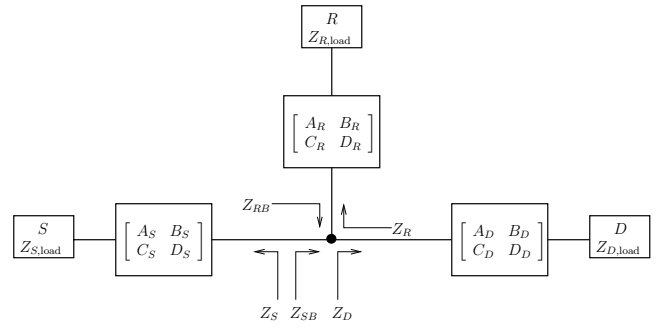 R
Z_{R,load}
[ A_R B_R
C_R D_R ]
Z_{RB}
Z_R
S
Z_{S,load}
[ A_S B_S
C_S D_S ]
[ A_D B_D
C_D D_D ]
D
Z_{D,load}
Z_S Z_{SB} Z_D